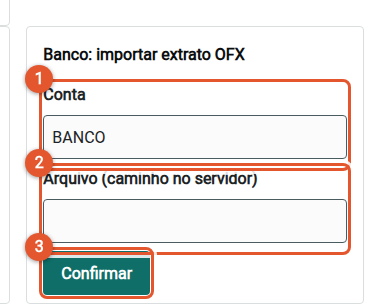 Banco: importar extrato OFX
1
Conta
BANCO
2
Arquivo (caminho no servidor)
3
Confirmar